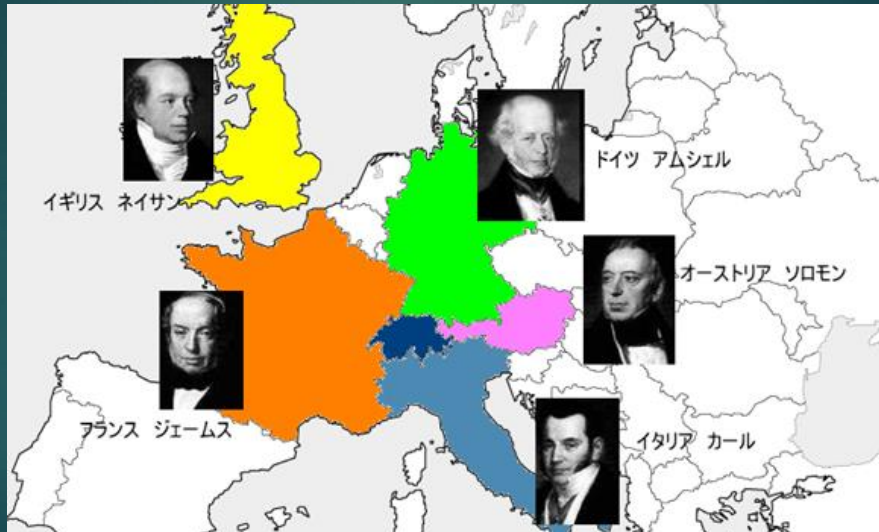 イギリス ネイサン
ドイツ アムシェル
オーストリア ソロモン
フランス ジェームス
イタリア カール